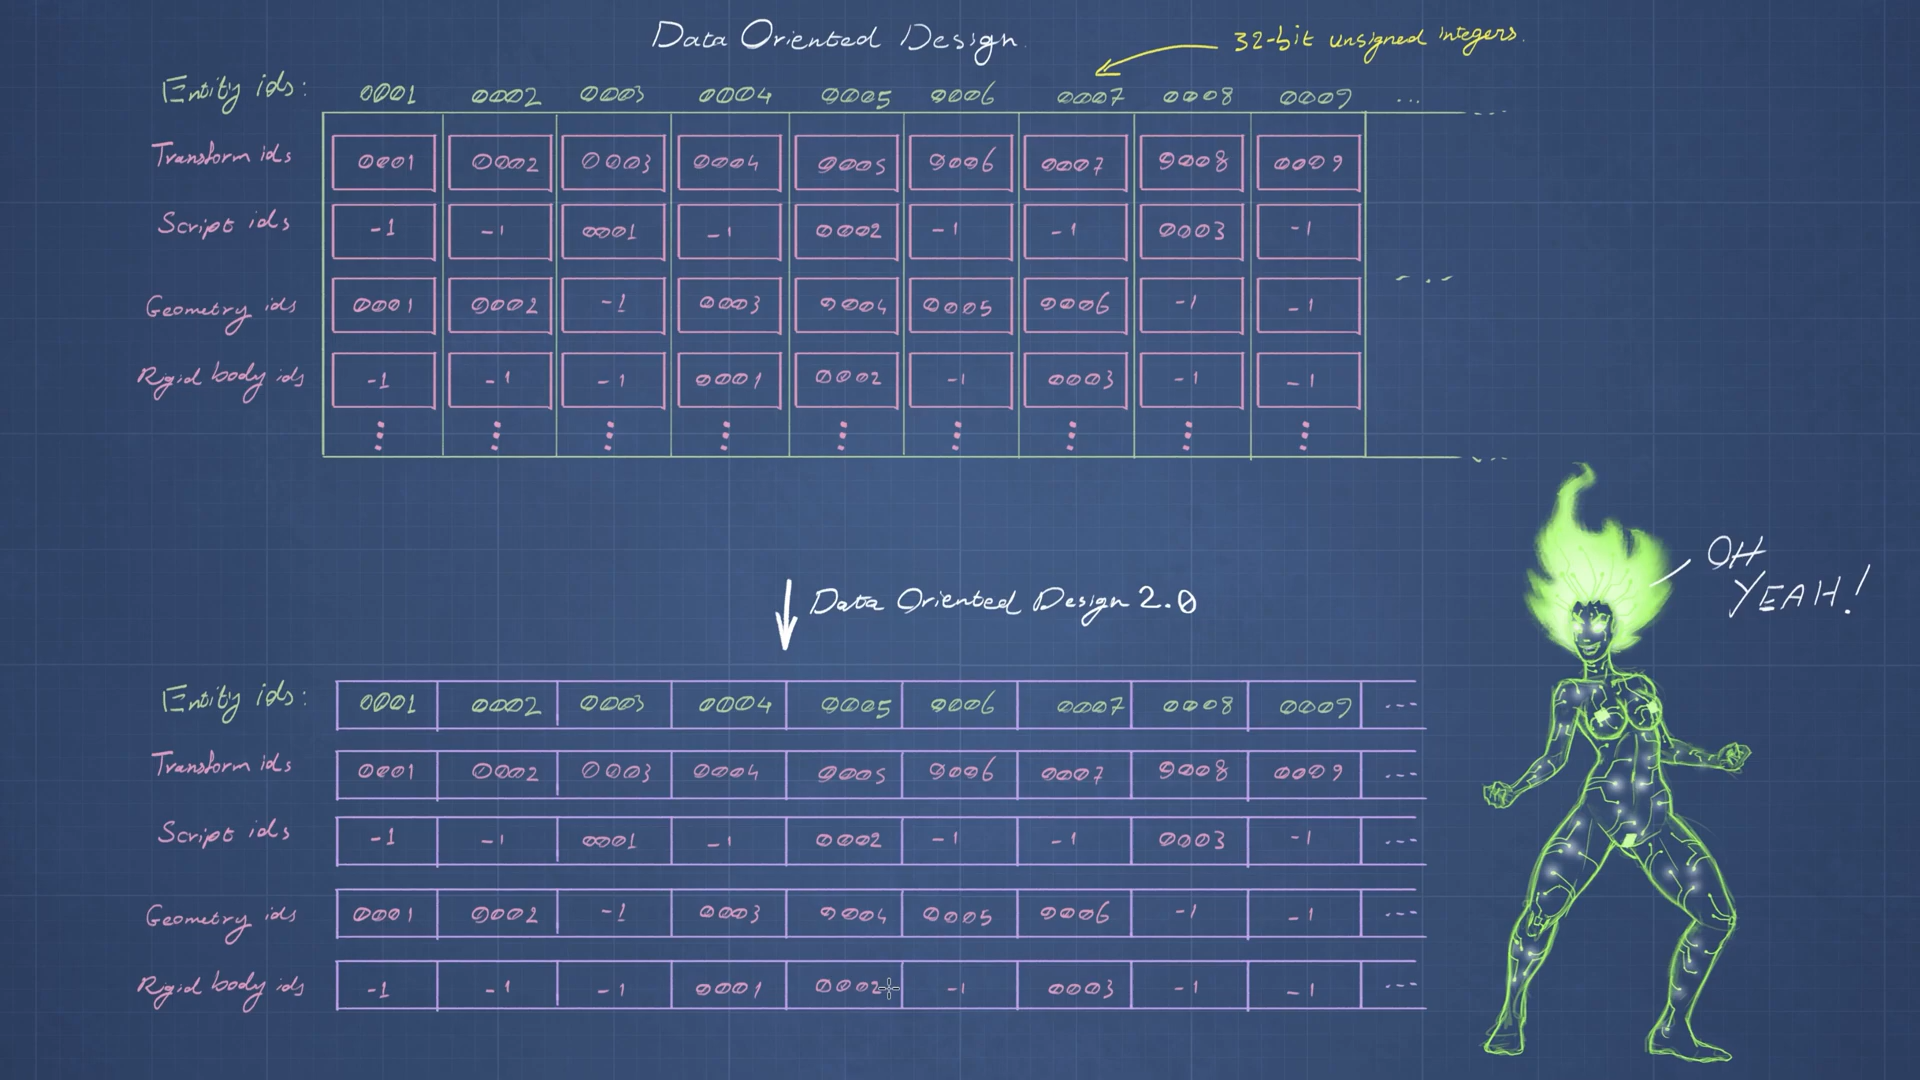 Data Oriented Design
32-bit unsigned integers.
Entity ids: 0001 0002 0003 0004 0005 0006 0007 0008 0009 ...
Transform ids 0001 0002 0003 0004 0005 0006 0007 0008 0009
Script ids -1 -1 0001 -1 0002 -1 -1 0003 -1
Geometry ids 0001 0002 -1 0003 0004 0005 0006 -1 -1
Rigid body ids -1 -1 -1 0001 0002 -1 0003 -1 -1
OH
YEAH!
Data Oriented Design 2.0
Entity ids: 0001 0002 0003 0004 0005 0006 0007 0008 0009 ---
Transform ids 0001 0002 0003 0004 0005 0006 0007 0008 0009 ---
Script ids -1 -1 0001 -1 0002 -1 -1 0003 -1 ---
Geometry ids 0001 0002 -1 0003 0004 0005 0006 -1 -1 ---
Rigid body ids -1 -1 -1 0001 0002 -1 0003 -1 -1 ---